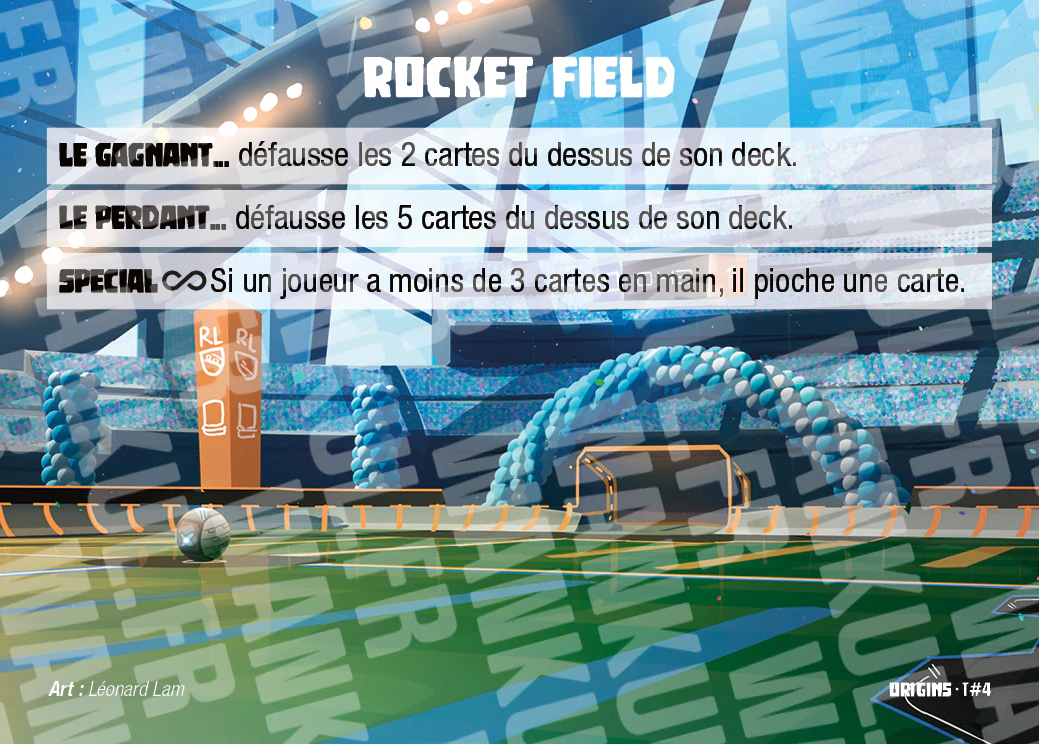 ROCKET FIELD
LE GAGNANT... défausse les 2 cartes du dessus de son deck.
LE PERDANT... défausse les 5 cartes du dessus de son deck.
SPECIAL ∞ Si un joueur a moins de 3 cartes en main, il pioche une carte.
RL RL
Art : Léonard Lam
ORIGINS · T#4
WAWKUL.FR